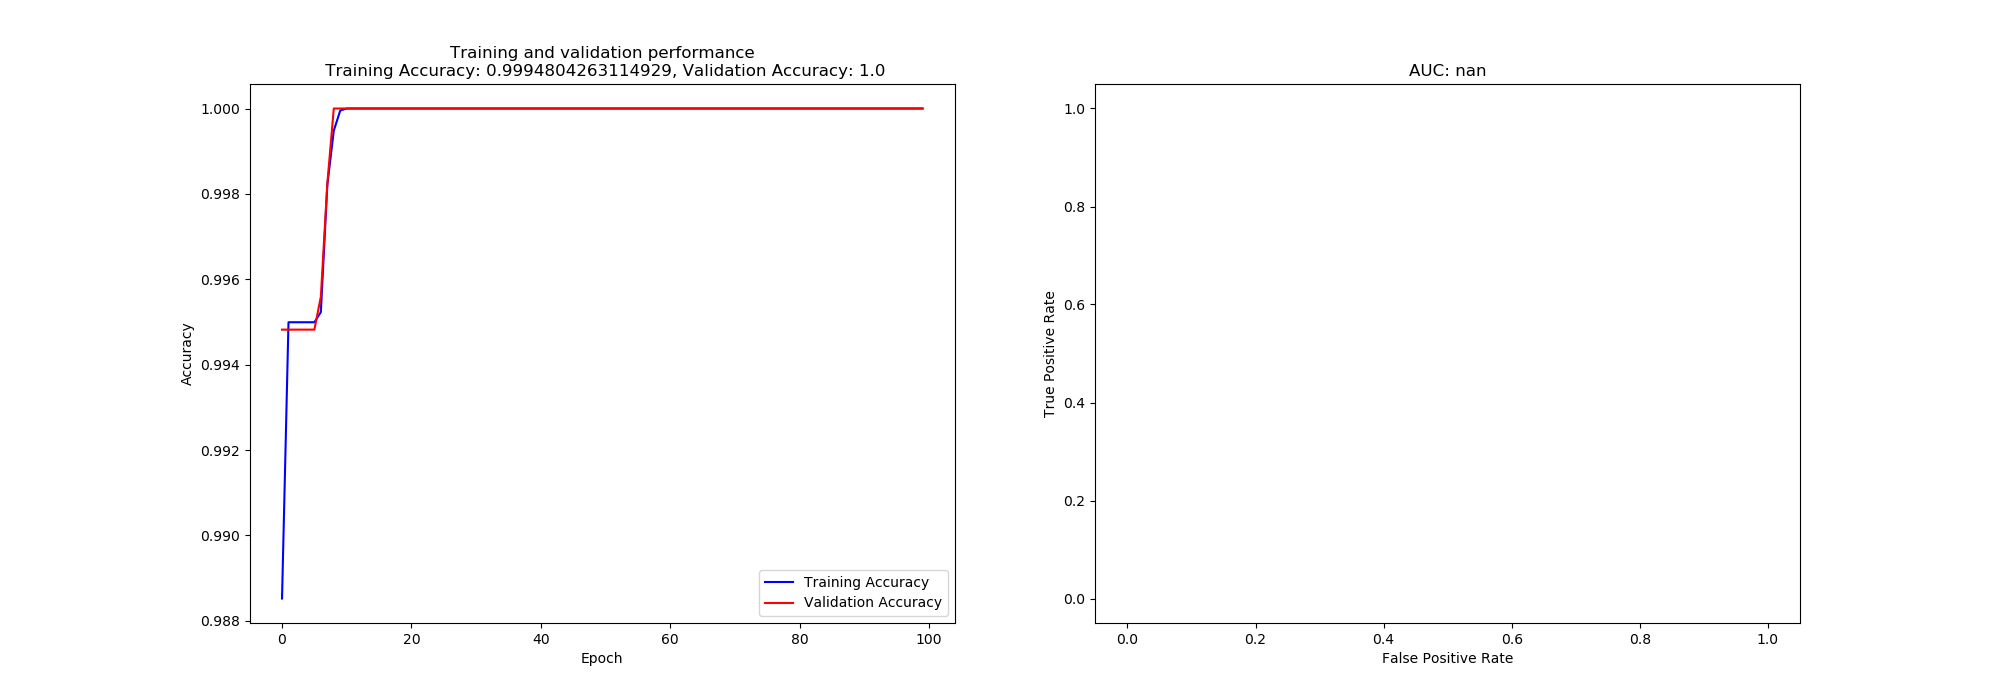 Training and validation performance
Training Accuracy: 0.9994804263114929, Validation Accuracy: 1.0
1.000
0.998
0.996
0.994
0.992
0.990
0.988
Accuracy
0
20
40
60
80
100
Epoch
Training Accuracy
Validation Accuracy
AUC: nan
1.0
0.8
0.6
0.4
0.2
0.0
True Positive Rate
0.0
0.2
0.4
0.6
0.8
1.0
False Positive Rate